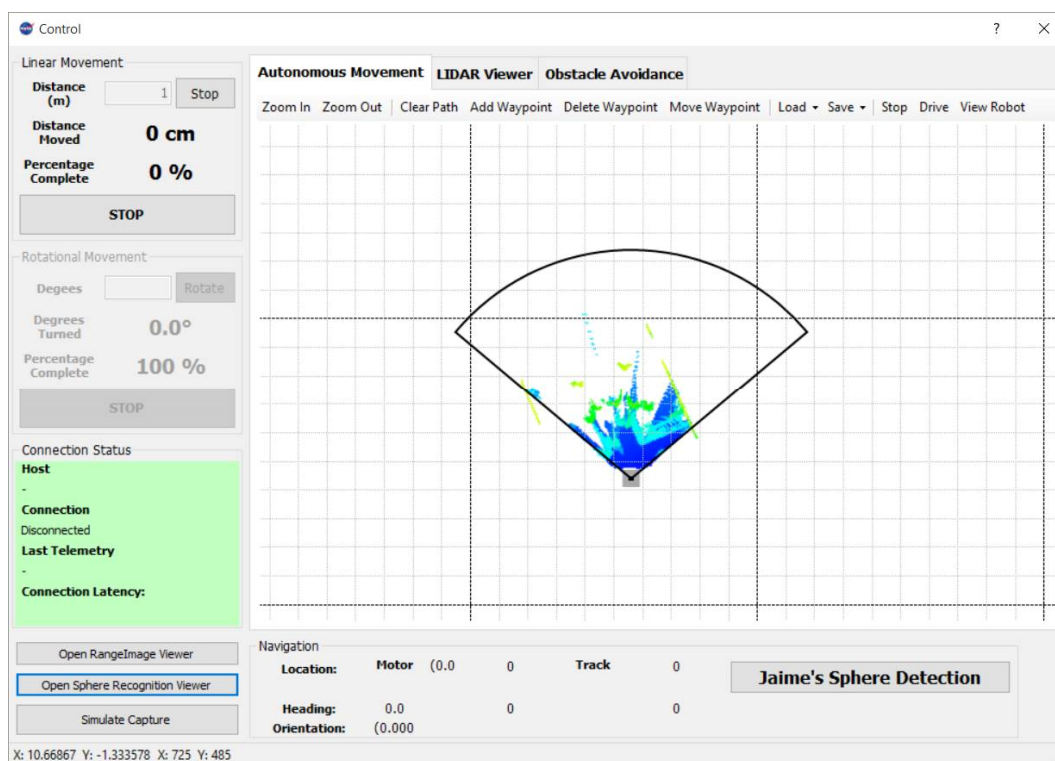 Control
? ×
Linear Movement
Distance (m) 1 Stop
Distance Moved 0 cm
Percentage Complete 0 %
STOP
Rotational Movement
Degees Rotate
Degrees Turned 0.0°
Percentage Complete 100 %
STOP
Connection Status
Host
-
Connection
Disconnected
Last Telemetry
-
Connection Latency:
Open RangeImage Viewer
Open Sphere Recognition Viewer
Simulate Capture
X: 10.66867 Y: -1.333578 X: 725 Y: 485
Autonomous Movement LIDAR Viewer Obstacle Avoidance
Zoom In Zoom Out Clear Path Add Waypoint Delete Waypoint Move Waypoint Load Save Stop Drive View Robot
Navigation
Location: Motor (0.0 0 Track 0
Heading: 0.0 0 0
Orientation: (0.000
Jaime's Sphere Detection